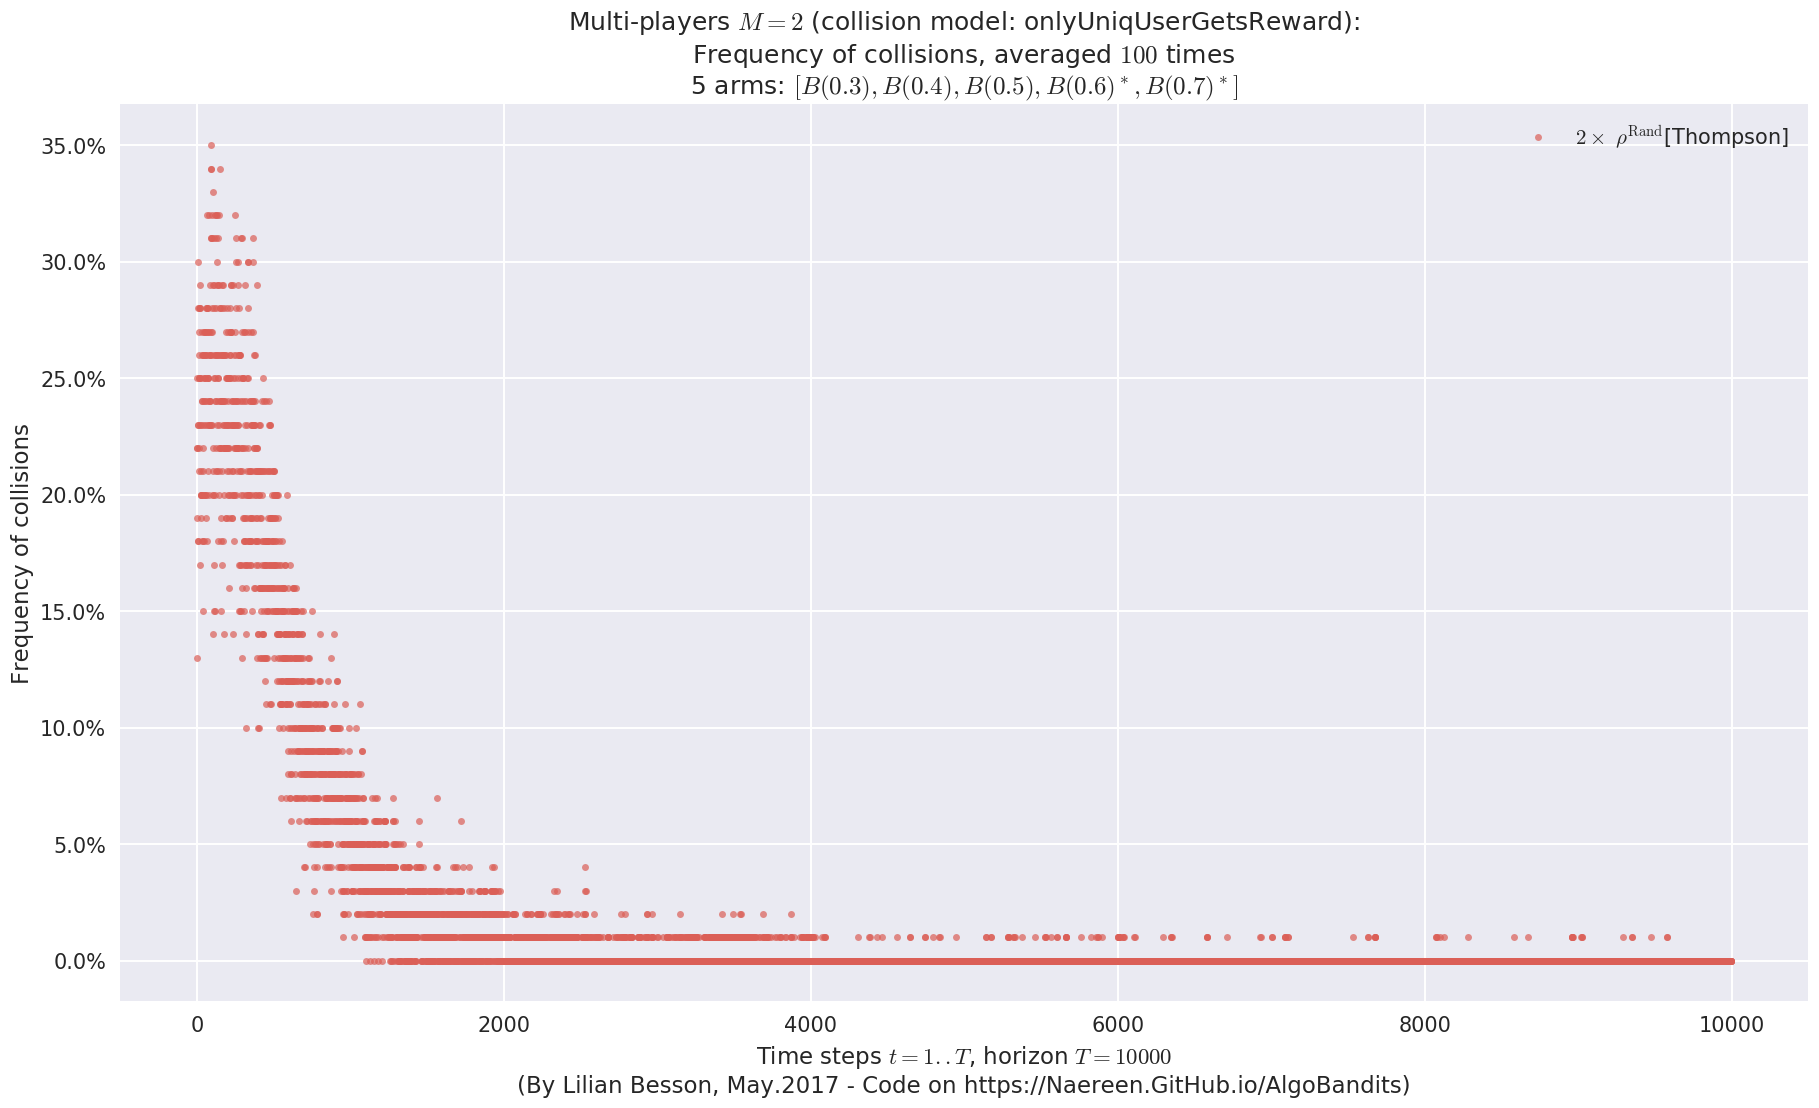 Multi-players M = 2 (collision model: onlyUniqUserGetsReward):
Frequency of collisions, averaged 100 times
5 arms: [B(0.3), B(0.4), B(0.5), B(0.6)*, B(0.7)*]
2 × ρ^Rand[Thompson]
Frequency of collisions
35.0%
30.0%
25.0%
20.0%
15.0%
10.0%
5.0%
0.0%
0 2000 4000 6000 8000 10000
Time steps t = 1..T, horizon T = 10000
(By Lilian Besson, May.2017 - Code on https://Naereen.GitHub.io/AlgoBandits)